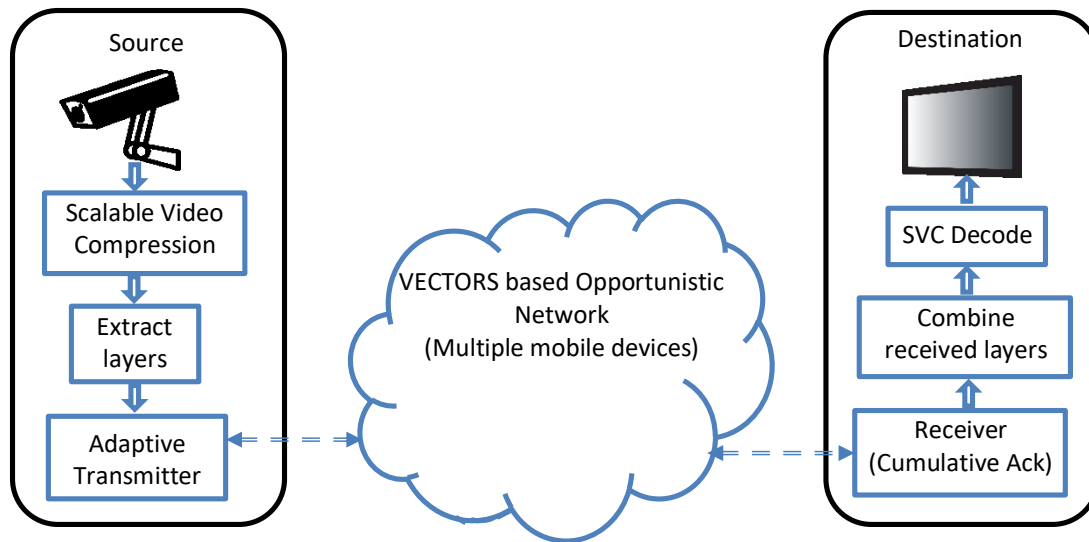 Source
Scalable Video
Compression
Extract
layers
Adaptive
Transmitter
VECTORS based Opportunistic
Network
(Multiple mobile devices)
Destination
SVC Decode
Combine
received layers
Receiver
(Cumulative Ack)